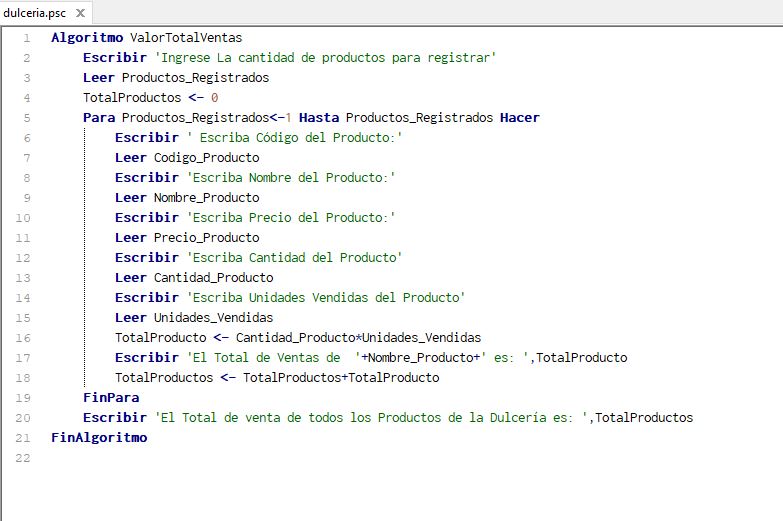 dulceria.psc
1 Algoritmo ValorTotalVentas
2 Escribir 'Ingrese La cantidad de productos para registrar'
3 Leer Productos_Registrados
4 TotalProductos <- 0
5 Para Productos_Registrados<-1 Hasta Productos_Registrados Hacer
6 Escribir ' Escriba Código del Producto:'
7 Leer Codigo_Producto
8 Escribir 'Escriba Nombre del Producto:'
9 Leer Nombre_Producto
10 Escribir 'Escriba Precio del Producto:'
11 Leer Precio_Producto
12 Escribir 'Escriba Cantidad del Producto'
13 Leer Cantidad_Producto
14 Escribir 'Escriba Unidades Vendidas del Producto'
15 Leer Unidades_Vendidas
16 TotalProducto <- Cantidad_Producto*Unidades_Vendidas
17 Escribir 'El Total de Ventas de  '+Nombre_Producto+' es: ',TotalProducto
18 TotalProductos <- TotalProductos+TotalProducto
19 FinPara
20 Escribir 'El Total de venta de todos los Productos de la Dulcería es: ',TotalProductos
21 FinAlgoritmo
22